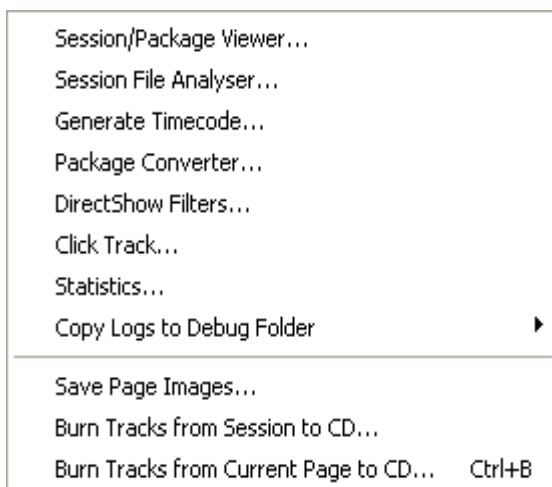 Session/Package Viewer...
Session File Analyser...
Generate Timecode...
Package Converter...
DirectShow Filters...
Click Track...
Statistics...
Copy Logs to Debug Folder
Save Page Images...
Burn Tracks from Session to CD...
Burn Tracks from Current Page to CD... Ctrl+B